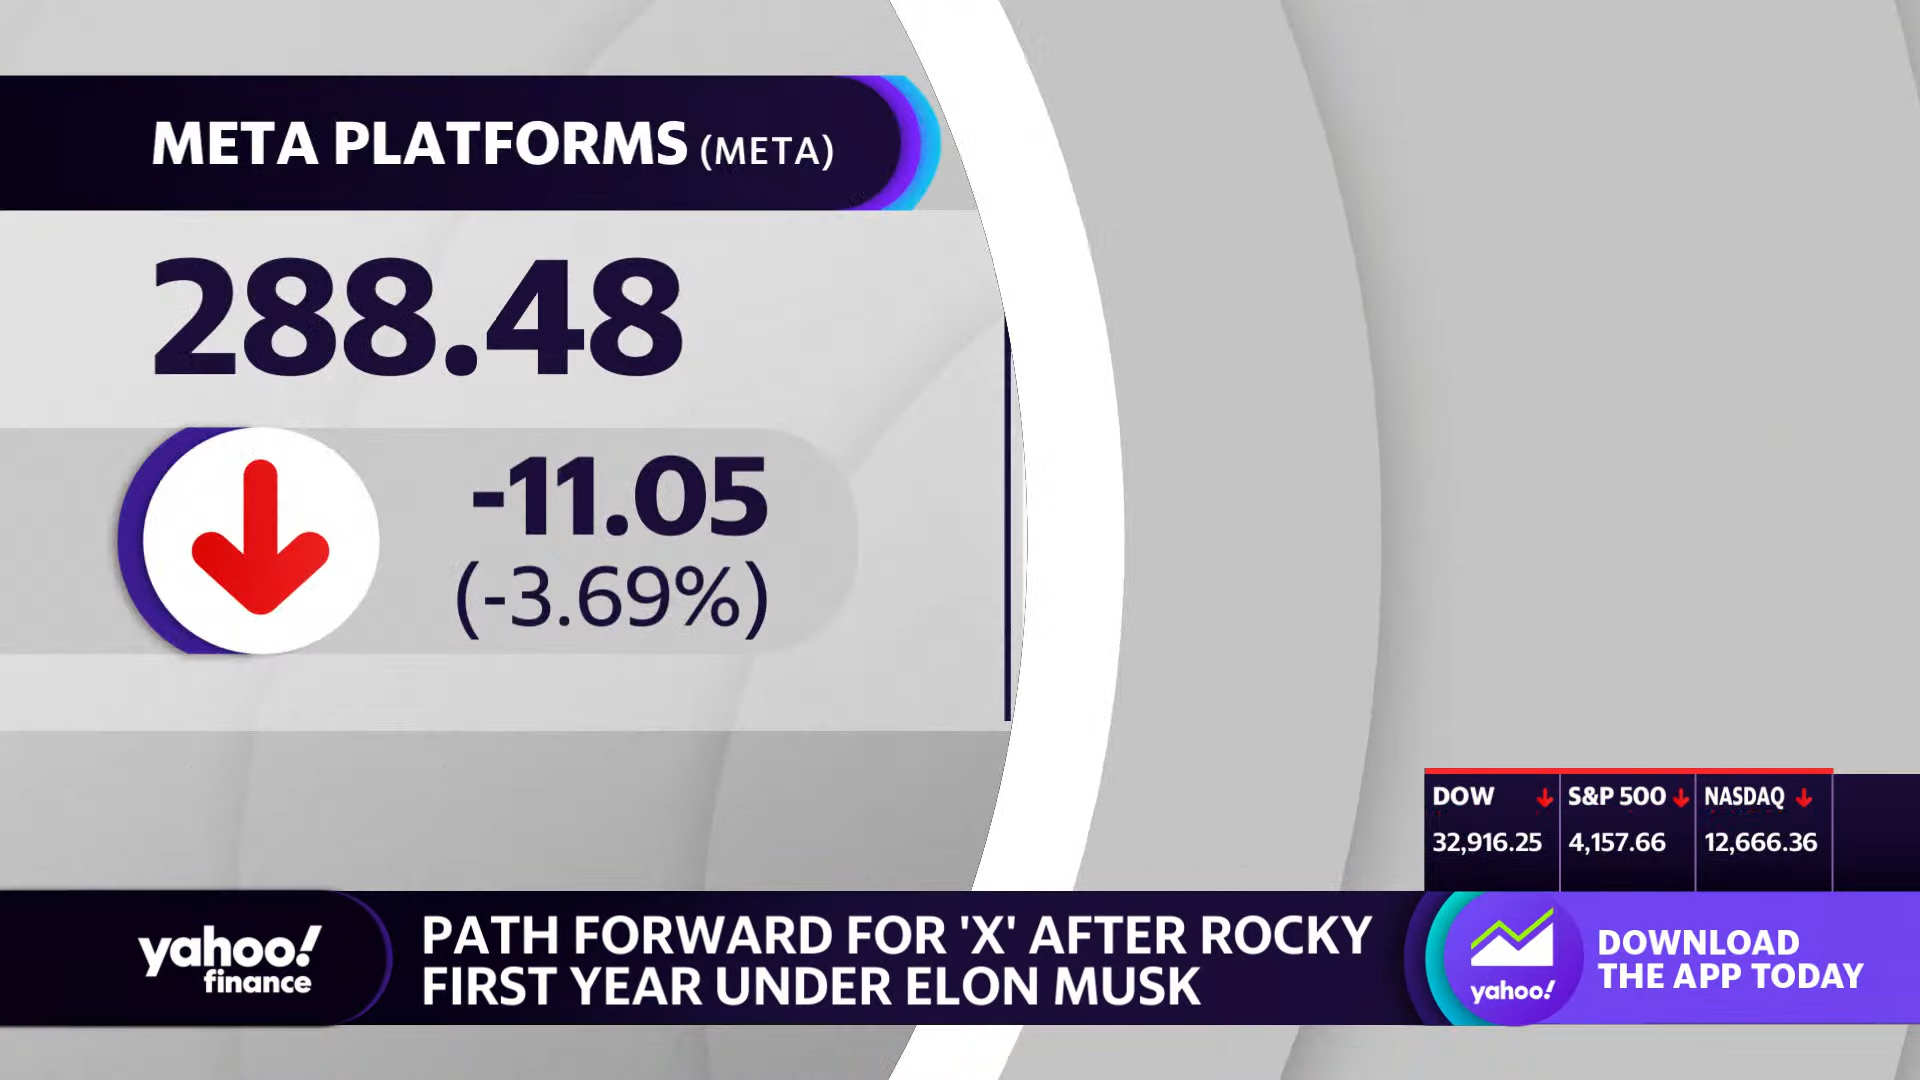 META PLATFORMS (META)
288.48
-11.05
(-3.69%)
DOW
32,916.25
S&P 500
4,157.66
NASDAQ
12,666.36
yahoo!
finance
PATH FORWARD FOR 'X' AFTER ROCKY
FIRST YEAR UNDER ELON MUSK
yahoo!
DOWNLOAD
THE APP TODAY